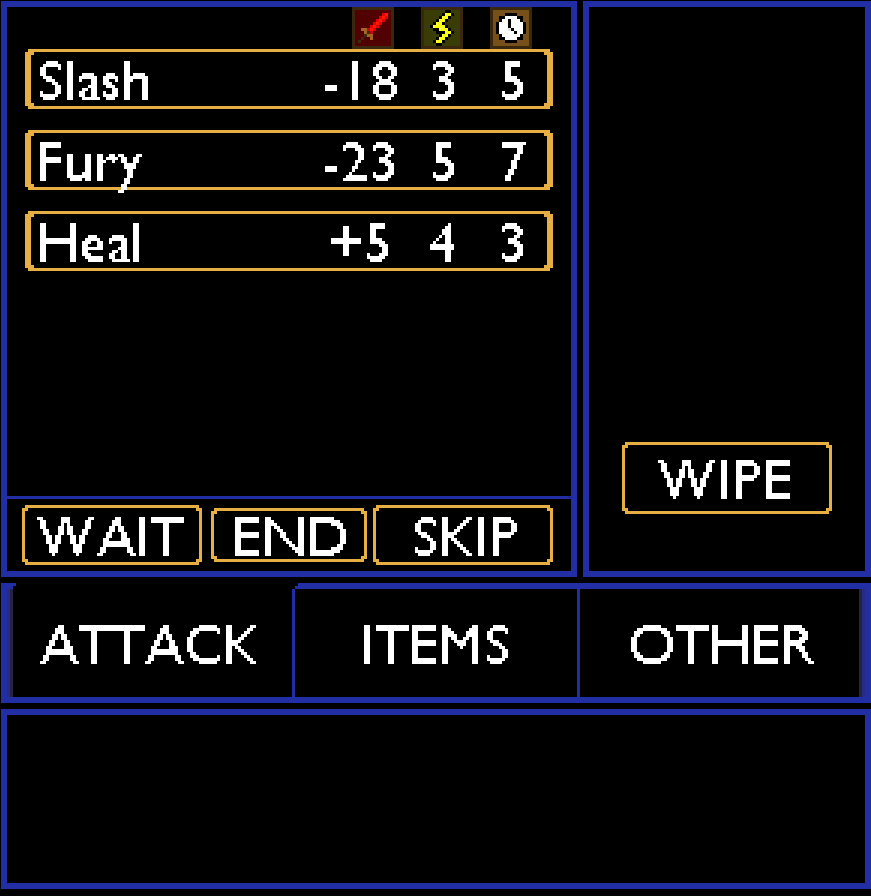 Slash -18 3 5
Fury -23 5 7
Heal +5 4 3
WIPE
WAIT END SKIP
ATTACK ITEMS OTHER